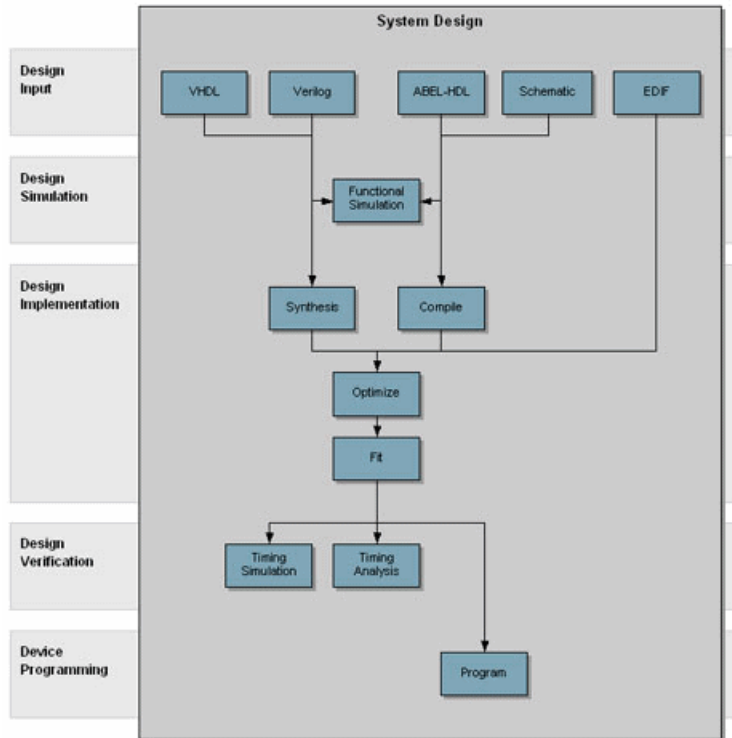 System Design
Design
Input
VHDL
Verilog
ABEL-HDL
Schematic
EDIF
Design
Simulation
Functional
Simulation
Design
Implementation
Synthesis
Compile
Optimize
Fit
Design
Verification
Timing
Simulation
Timing
Analysis
Device
Programming
Program